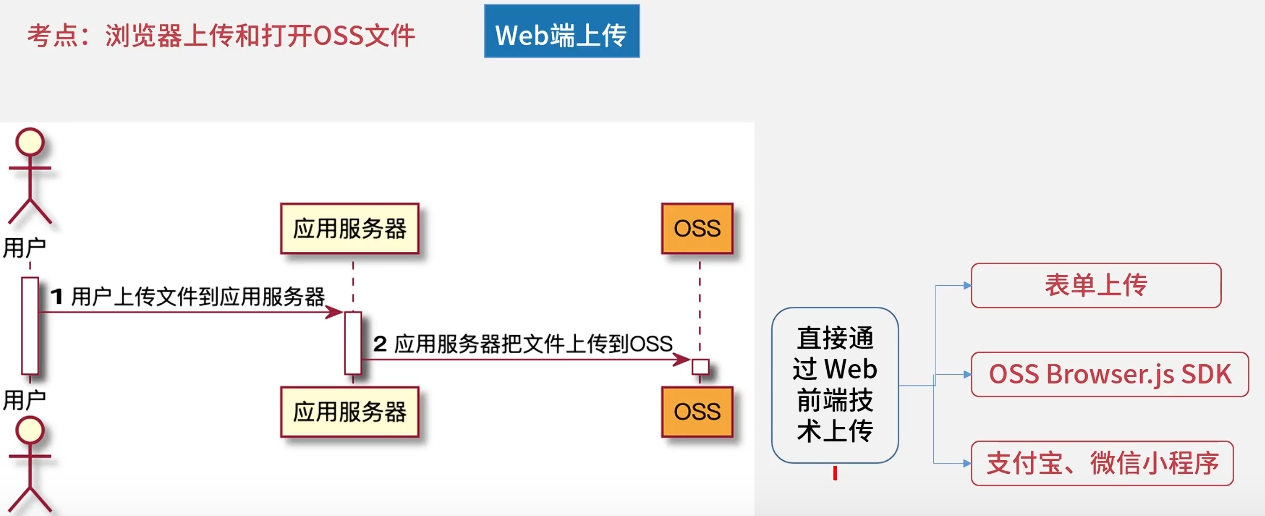 考点：浏览器上传和打开OSS文件
Web端上传
用户
应用服务器
OSS
1 用户上传文件到应用服务器
2 应用服务器把文件上传到OSS
用户
应用服务器
OSS
直接通
过 Web
前端技
术上传
表单上传
OSS Browser.js SDK
支付宝、微信小程序